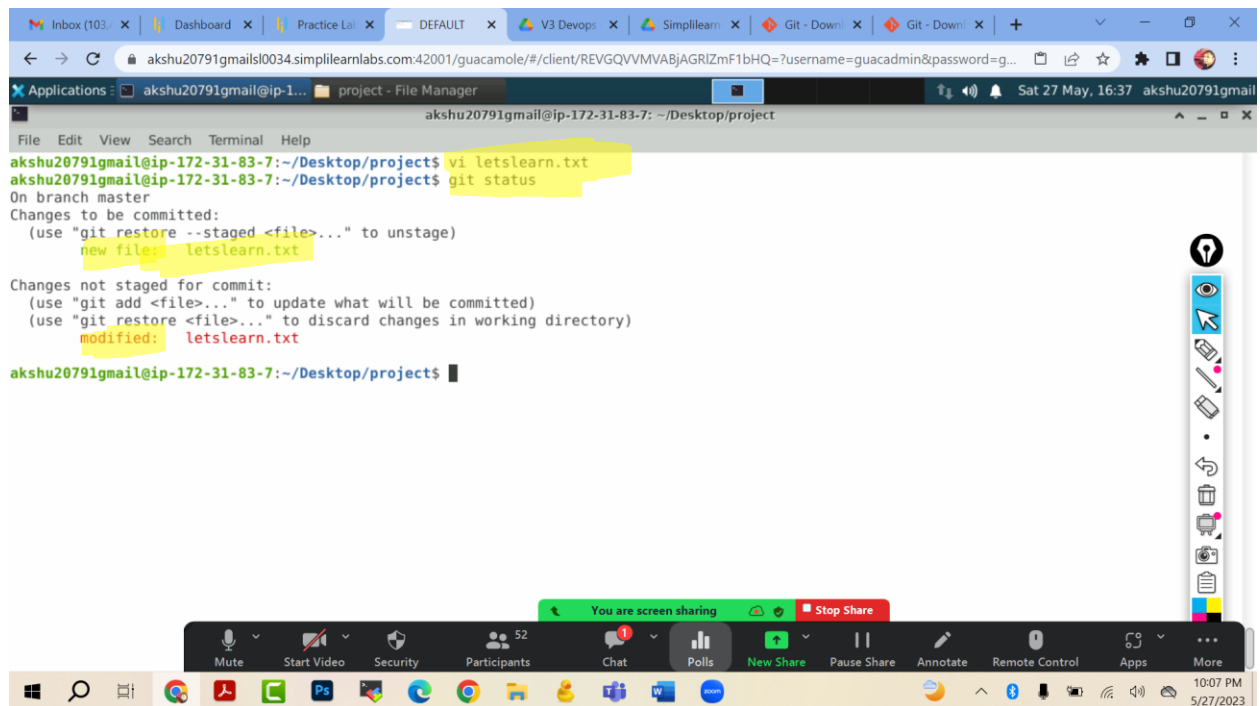 Inbox (103, Dashboard Practice La DEFAULT V3 Devops Simplilearn Git - Downl Git - Downl
akshu20791gmailsl0034.simplilearnlabs.com:42001/guacamole/#/client/REVGQVVMVABjAGRlZmF1bHQ=?username=guacadmin&password=g...
Applications akshu20791gmail@ip-1... project - File Manager Sat 27 May, 16:37 akshu20791gmail
akshu20791gmail@ip-172-31-83-7: ~/Desktop/project
File Edit View Search Terminal Help
akshu20791gmail@ip-172-31-83-7:~/Desktop/project$ vi letslearn.txt
akshu20791gmail@ip-172-31-83-7:~/Desktop/project$ git status
On branch master
Changes to be committed:
(use "git restore --staged <file>..." to unstage)
new file: letslearn.txt
Changes not staged for commit:
(use "git add <file>..." to update what will be committed)
(use "git restore <file>..." to discard changes in working directory)
modified: letslearn.txt
akshu20791gmail@ip-172-31-83-7:~/Desktop/project$
You are screen sharing Stop Share
52 1
Mute Start Video Security Participants Chat Polls New Share Pause Share Annotate Remote Control Apps More
Ps zoom 10:07 PM
5/27/2023